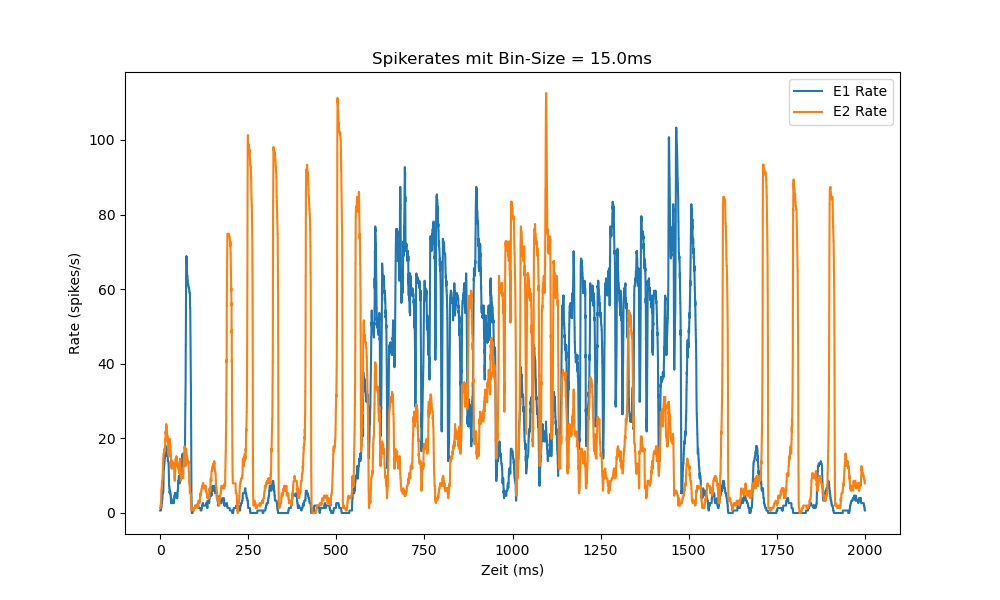 Spikerates mit Bin-Size = 15.0ms
E1 Rate
E2 Rate
Rate (spikes/s)
100
80
60
40
20
0
0 250 500 750 1000 1250 1500 1750 2000
Zeit (ms)